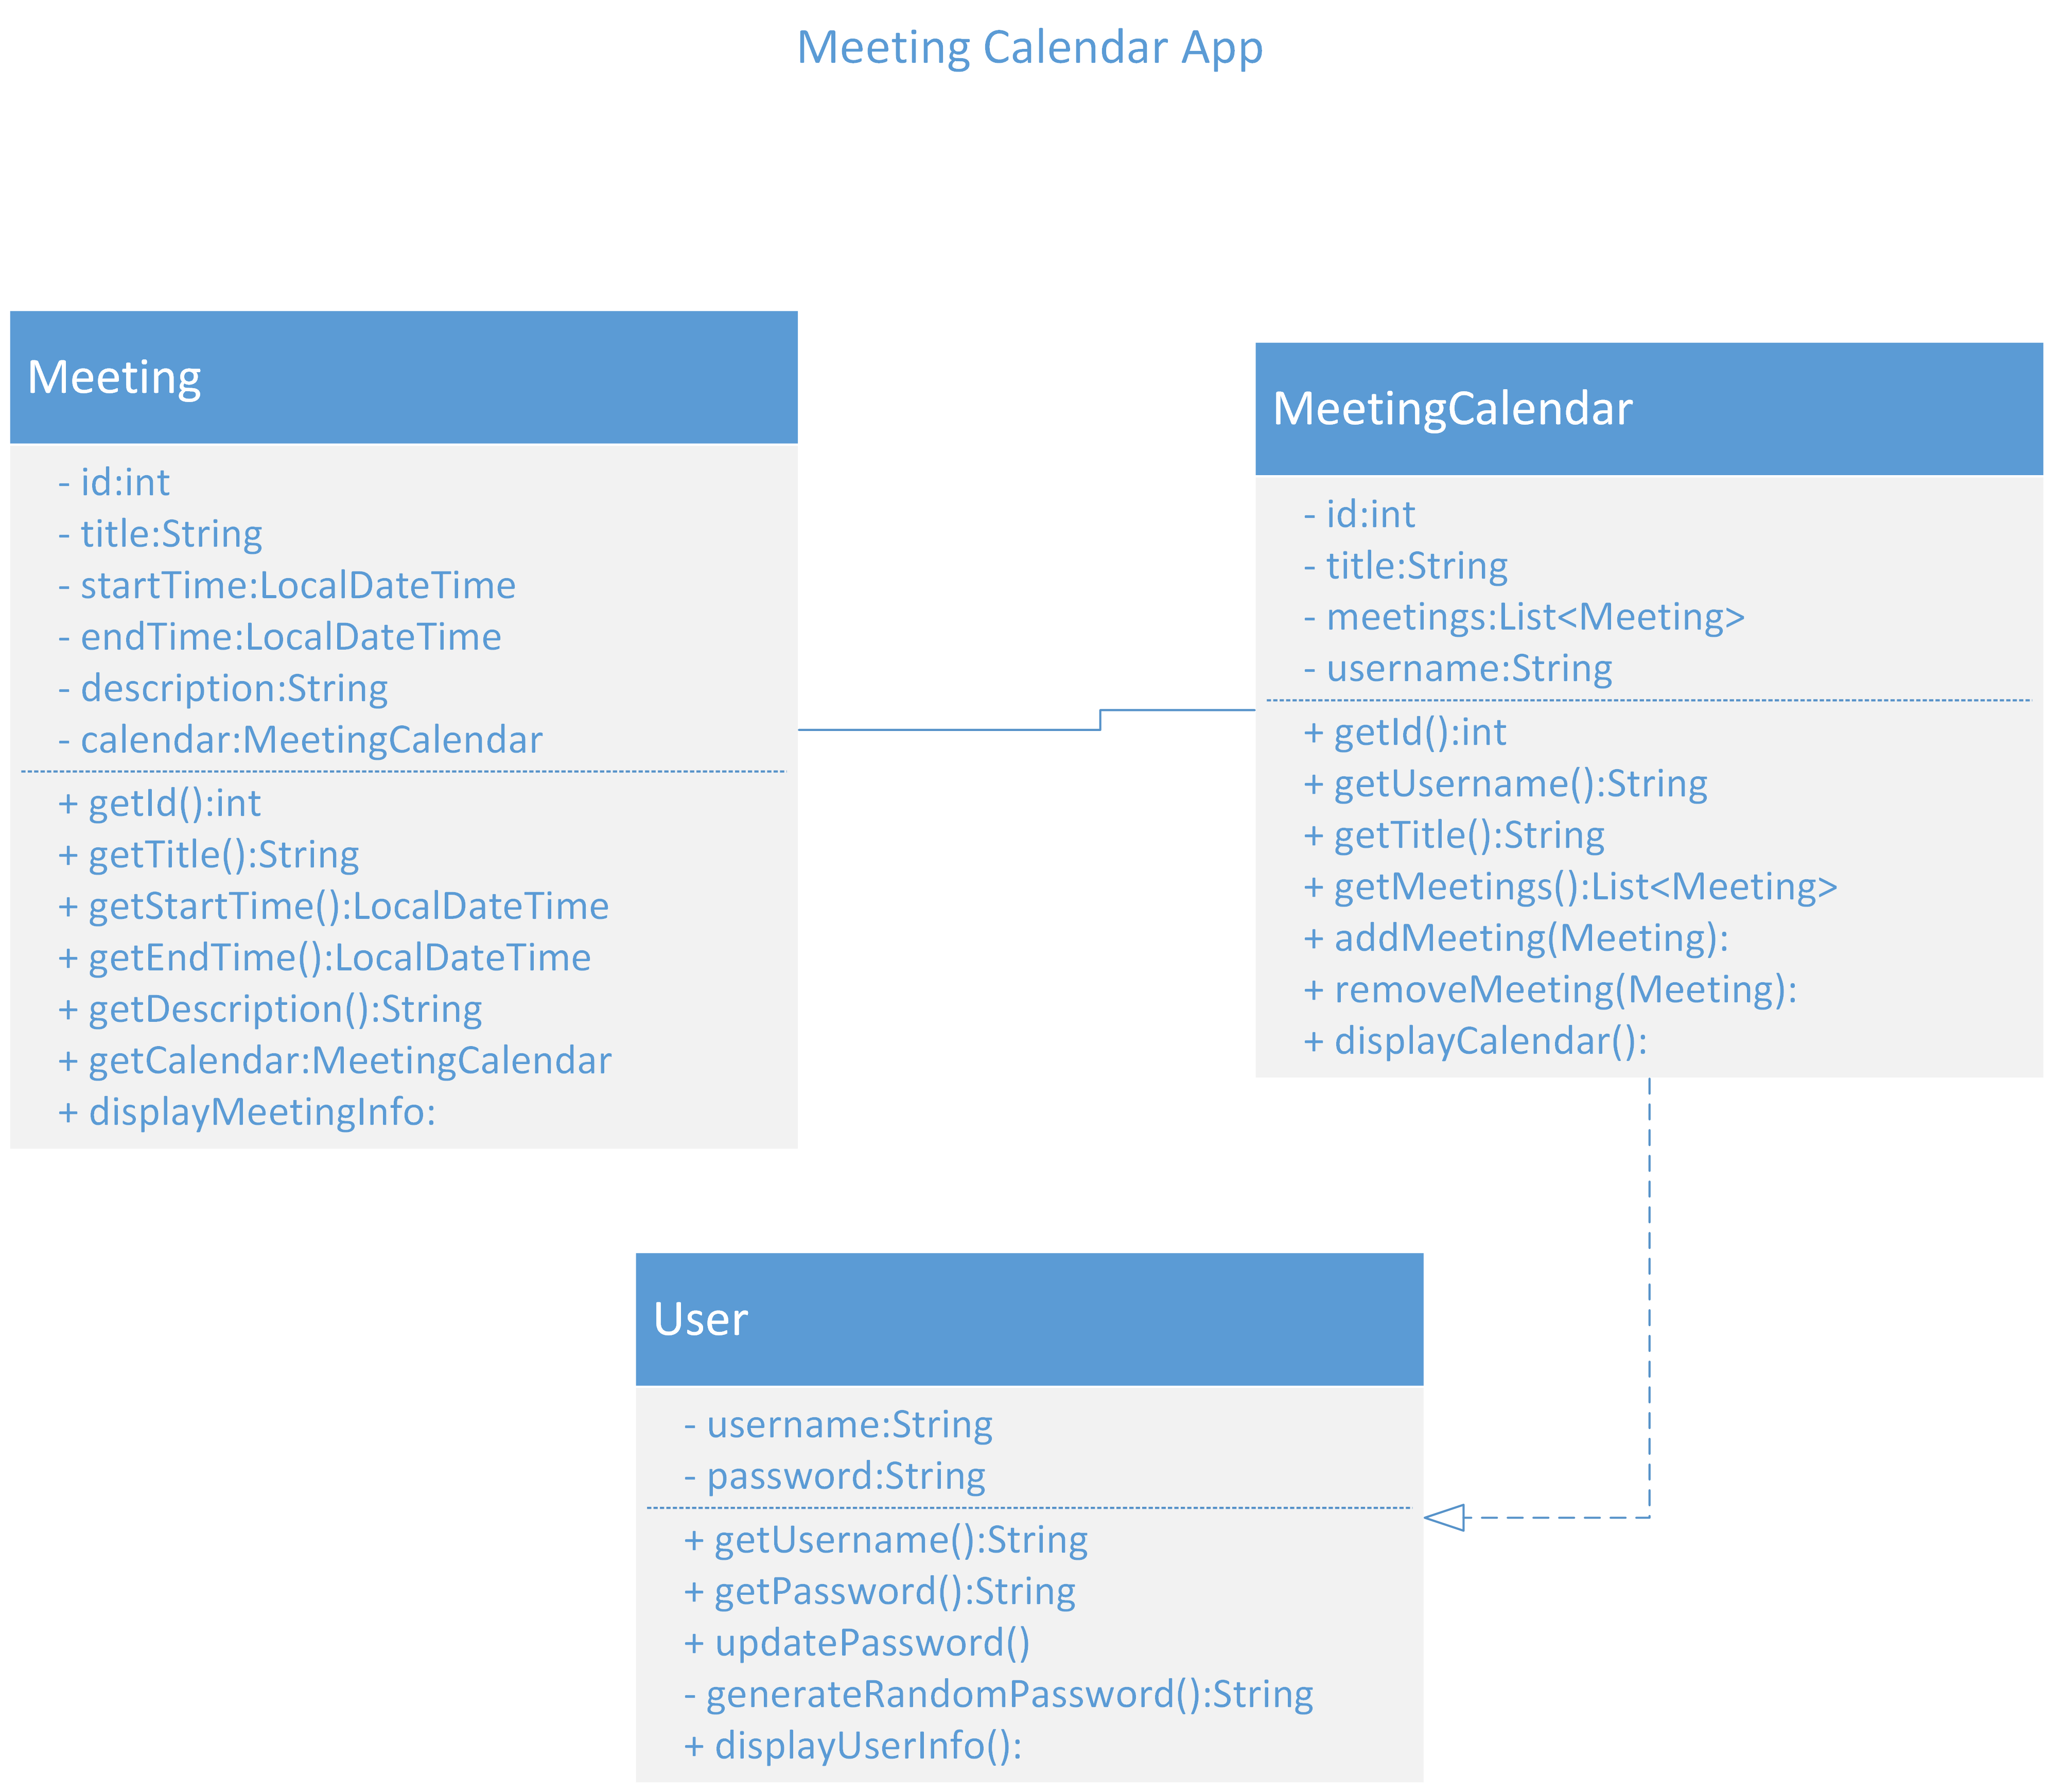 Meeting Calendar App
Meeting
- id:int
- title:String
- startTime:LocalDateTime
- endTime:LocalDateTime
- description:String
- calendar:MeetingCalendar
+ getId():int
+ getTitle():String
+ getStartTime():LocalDateTime
+ getEndTime():LocalDateTime
+ getDescription():String
+ getCalendar:MeetingCalendar
+ displayMeetingInfo:
MeetingCalendar
- id:int
- title:String
- meetings:List<Meeting>
- username:String
+ getId():int
+ getUsername():String
+ getTitle():String
+ getMeetings():List<Meeting>
+ addMeeting(Meeting):
+ removeMeeting(Meeting):
+ displayCalendar():
User
- username:String
- password:String
+ getUsername():String
+ getPassword():String
+ updatePassword()
- generateRandomPassword():String
+ displayUserInfo():